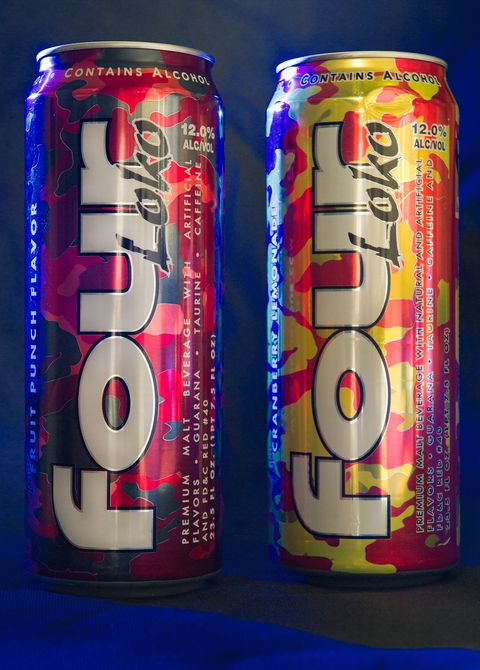 CONTAINS ALCOHOL
12.0%
ALC/VOL
four
Loko
FRUIT PUNCH FLAVOR
PREMIUM MALT BEVERAGE WITH ARTIFICIAL
FLAVORS • GUARANA • TAURINE • CAFFEINE
AND FD&C RED #40
23.5 FL OZ. (1 PT 7.5 FL OZ)
CONTAINS ALCOHOL
12.0%
ALC/VOL
four
Loko
CRANBERRY LEMONADE
PREMIUM MALT BEVERAGE WITH NATURAL AND ARTIFICIAL
FLAVORS • GUARANA • TAURINE • CAFFEINE AND
FD&C RED #40
23.5 FL OZ. (1 PT 7.5 FL OZ)